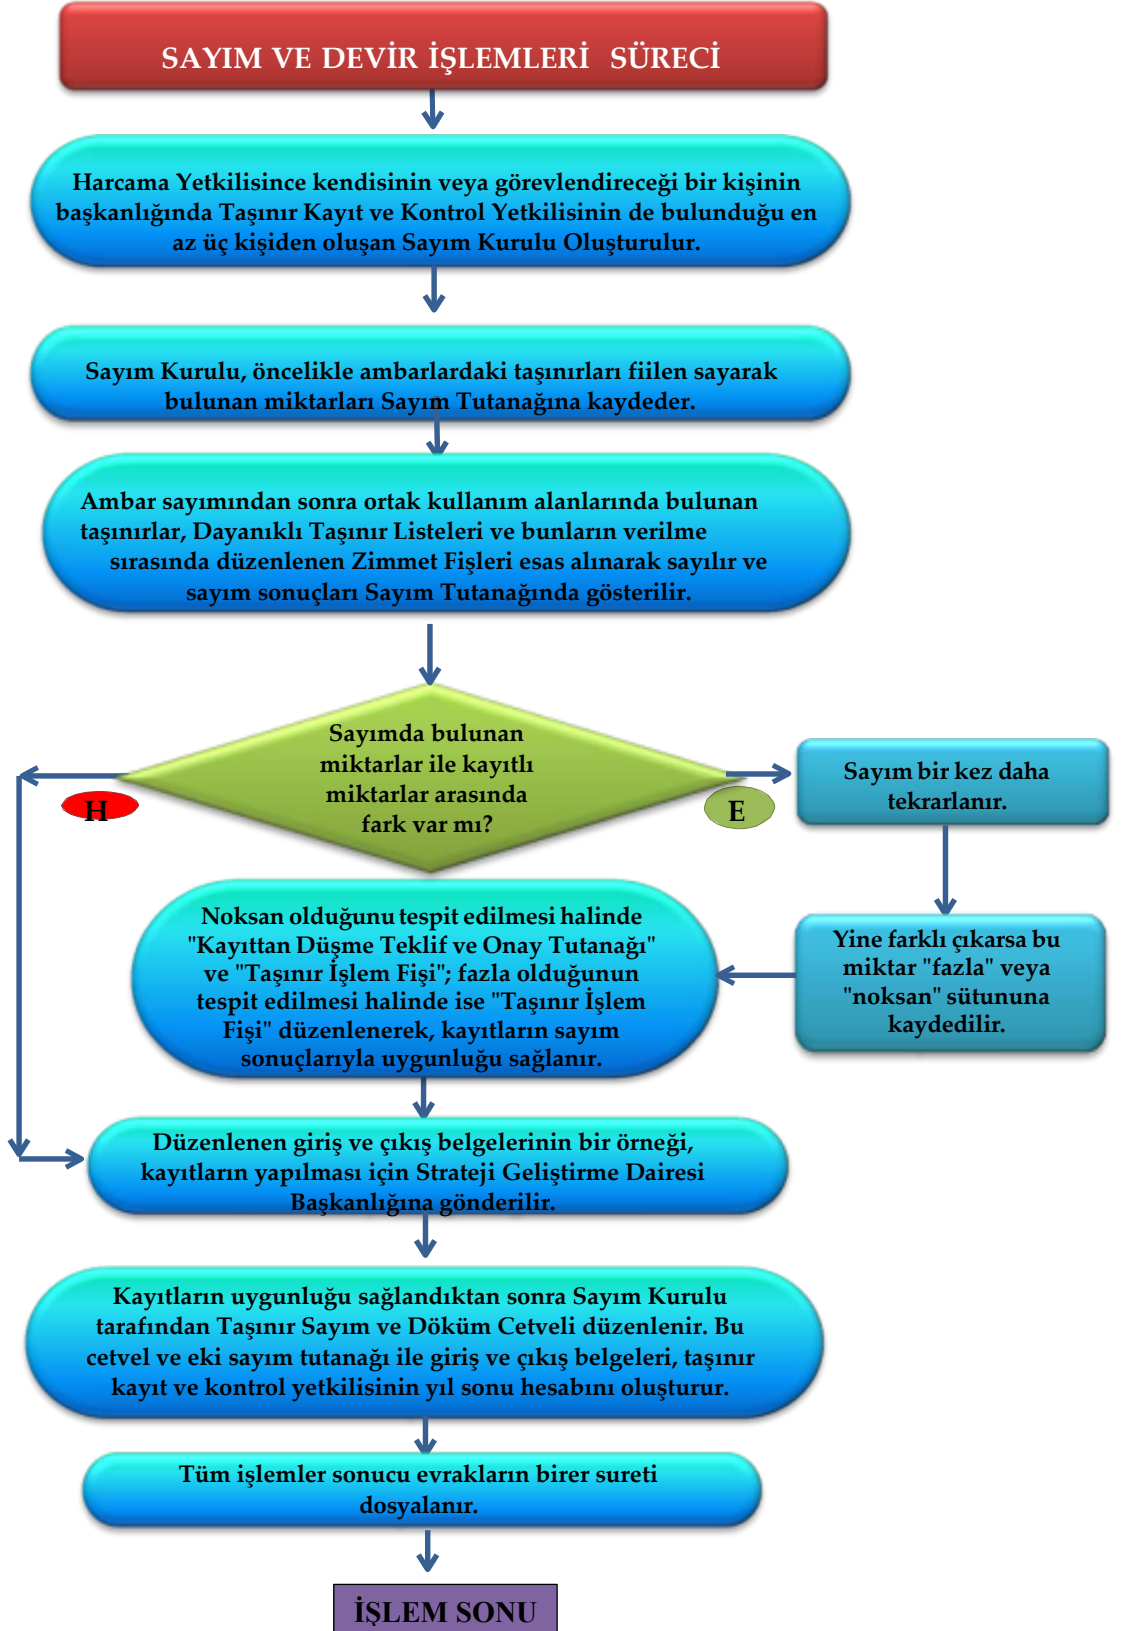 SAYIM VE DEVİR İŞLEMLERİ SÜRECİ
Harcama Yetkilisince kendisinin veya görevlendireceği bir kişinin
başkanlığında Taşınır Kayıt ve Kontrol Yetkilisinin de bulunduğu en
az üç kişiden oluşan Sayım Kurulu Oluşturulur.
Sayım Kurulu, öncelikle ambarlardaki taşınırları fiilen sayarak
bulunan miktarları Sayım Tutanağına kaydeder.
Ambar sayımından sonra ortak kullanım alanlarında bulunan
taşınırlar, Dayanıklı Taşınır Listeleri ve bunların verilme
sırasında düzenlenen Zimmet Fişleri esas alınarak sayılır ve
sayım sonuçları Sayım Tutanağında gösterilir.
Sayımda bulunan
miktarlar ile kayıtlı
miktarlar arasında
fark var mı?
H
E
Sayım bir kez daha
tekrarlanır.
Yine farklı çıkarsa bu
miktar "fazla" veya
"noksan" sütununa
kaydedilir.
Noksan olduğunu tespit edilmesi halinde
"Kayıttan Düşme Teklif ve Onay Tutanağı"
ve "Taşınır İşlem Fişi"; fazla olduğunun
tespit edilmesi halinde ise "Taşınır İşlem
Fişi" düzenlenerek, kayıtların sayım
sonuçlarıyla uygunluğu sağlanır.
Düzenlenen giriş ve çıkış belgelerinin bir örneği,
kayıtların yapılması için Strateji Geliştirme Dairesi
Başkanlığına gönderilir.
Kayıtların uygunluğu sağlandıktan sonra Sayım Kurulu
tarafından Taşınır Sayım ve Döküm Cetveli düzenlenir. Bu
cetvel ve eki sayım tutanağı ile giriş ve çıkış belgeleri, taşınır
kayıt ve kontrol yetkilisinin yıl sonu hesabını oluşturur.
Tüm işlemler sonucu evrakların birer sureti
dosyalanır.
İŞLEM SONU